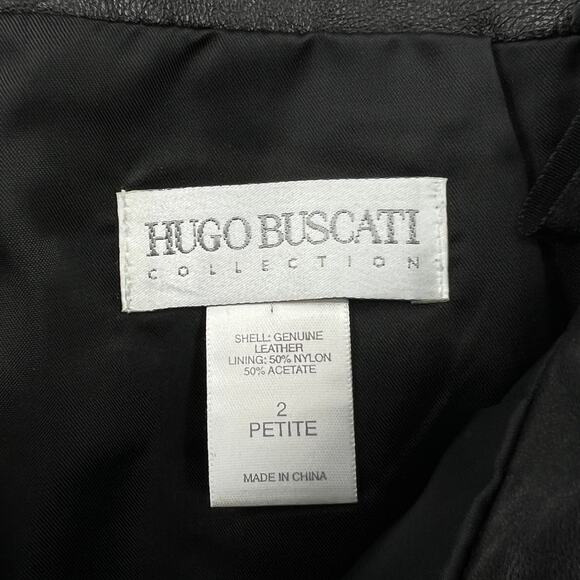 HUGO BUSCATI
COLLECTION
SHELL: GENUINE
LEATHER
LINING: 50% NYLON
50% ACETATE
2
PETITE
MADE IN CHINA